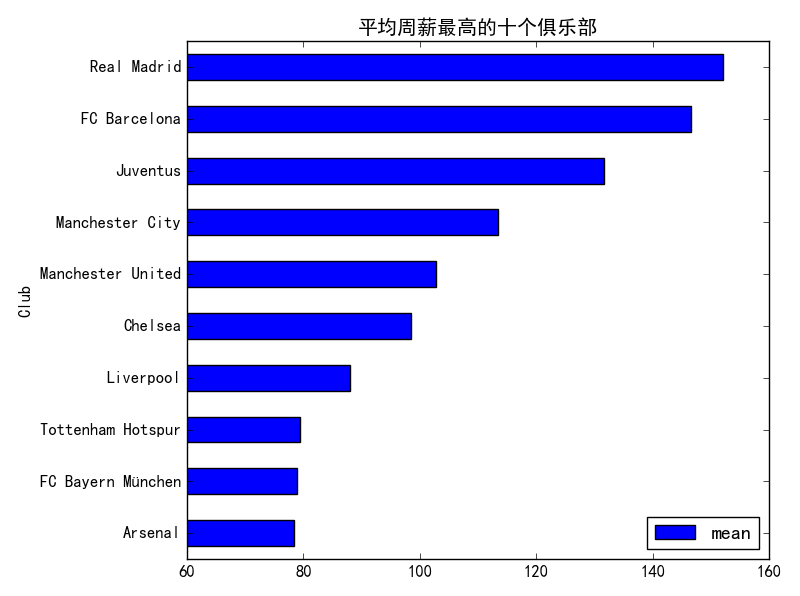 平均周薪最高的十个俱乐部
Real Madrid
FC Barcelona
Juventus
Manchester City
Manchester United
Club
Chelsea
Liverpool
Tottenham Hotspur
FC Bayern München
Arsenal
mean
60 80 100 120 140 160